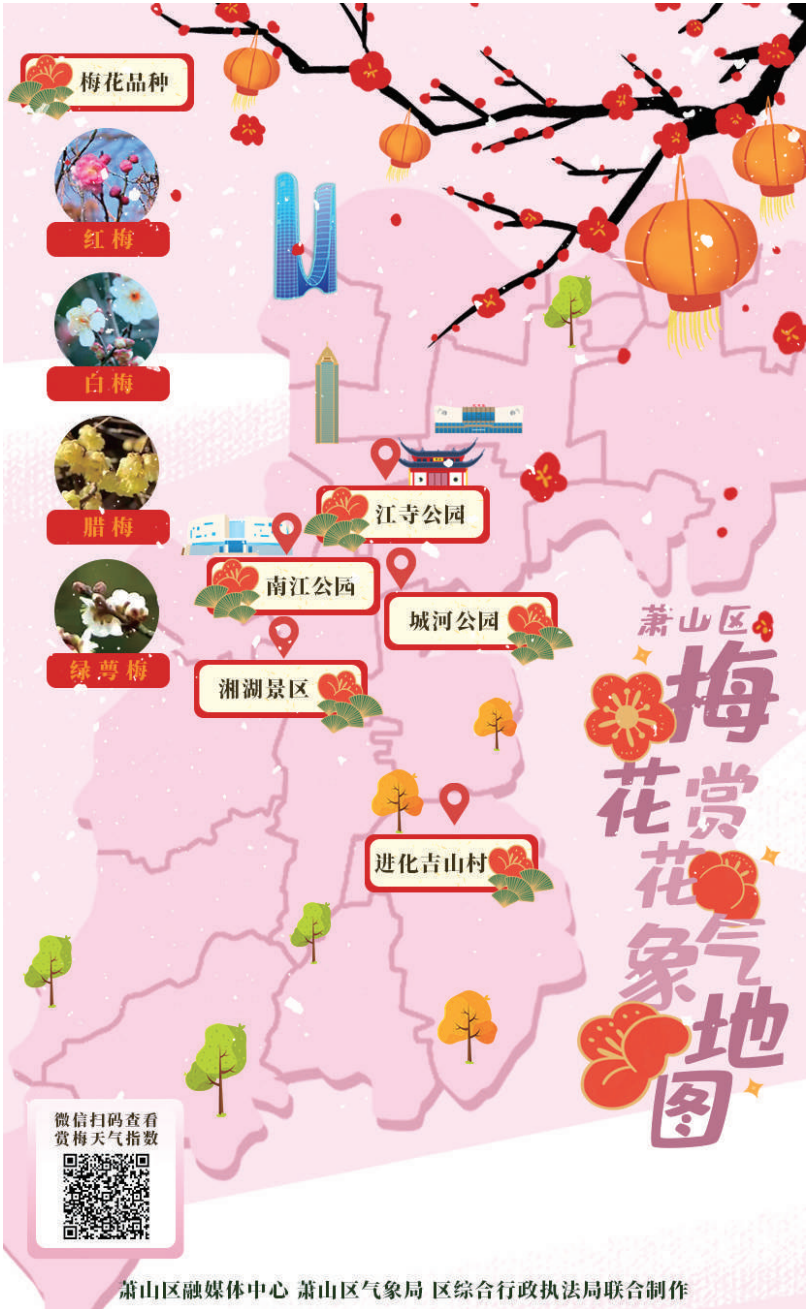 梅花品种
红梅
白梅
腊梅
绿萼梅
江寺公园
南江公园
城河公园
湘湖景区
进化吉山村
萧山区
梅
花赏
花
气
象
地
图
微信扫码查看
赏梅天气指数
萧山区融媒体中心 萧山区气象局 区综合行政执法局联合制作